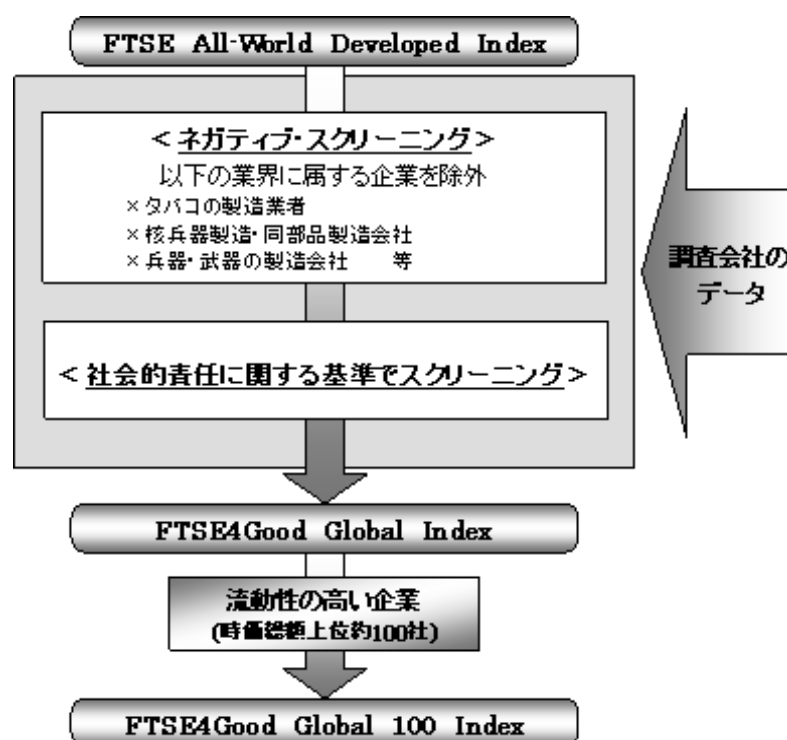 FTSE All-World Developed Index
<ネガティブ・スクリーニング>
以下の業界に属する企業を除外
×タバコの製造業者
×核兵器製造・同部品製造会社
×兵器・武器の製造会社　等
調査会社の
データ
<社会的責任に関する基準でスクリーニング>
FTSE4Good Global Index
流動性の高い企業
(時価総額上位約100社)
FTSE4Good Global 100 Index